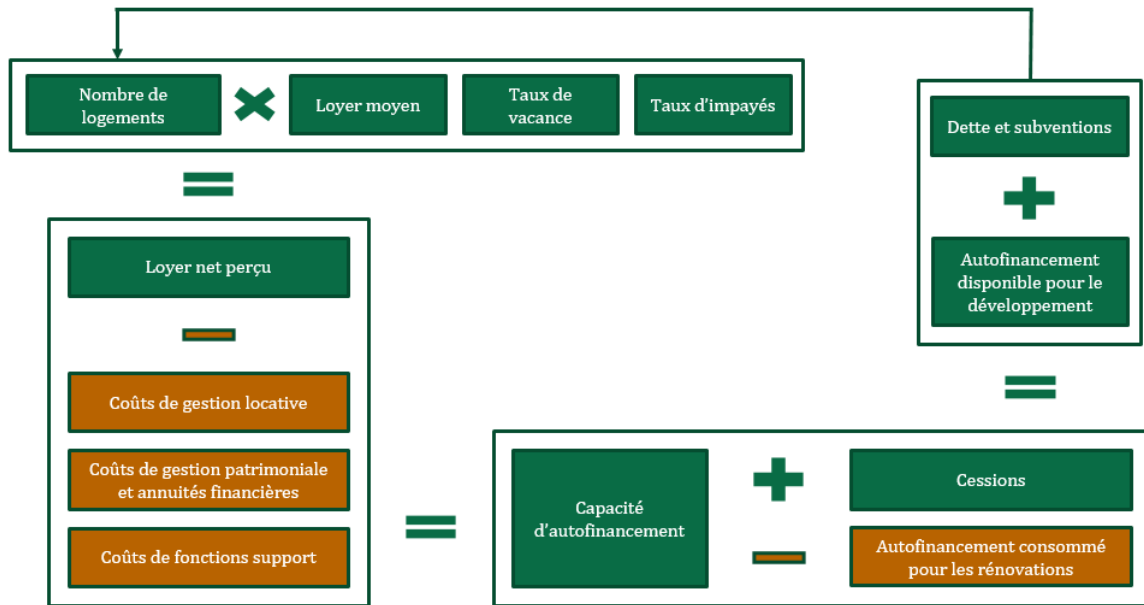 Nombre de
logements
Loyer moyen
Taux de
vacance
Taux d'impayés
Dette et subventions
Autofinancement
disponible pour le
développement
Loyer net perçu
Coûts de gestion locative
Coûts de gestion patrimoniale
et annuités financières
Coûts de fonctions support
Capacité
d'autofinancement
Cessions
Autofinancement consommé
pour les rénovations